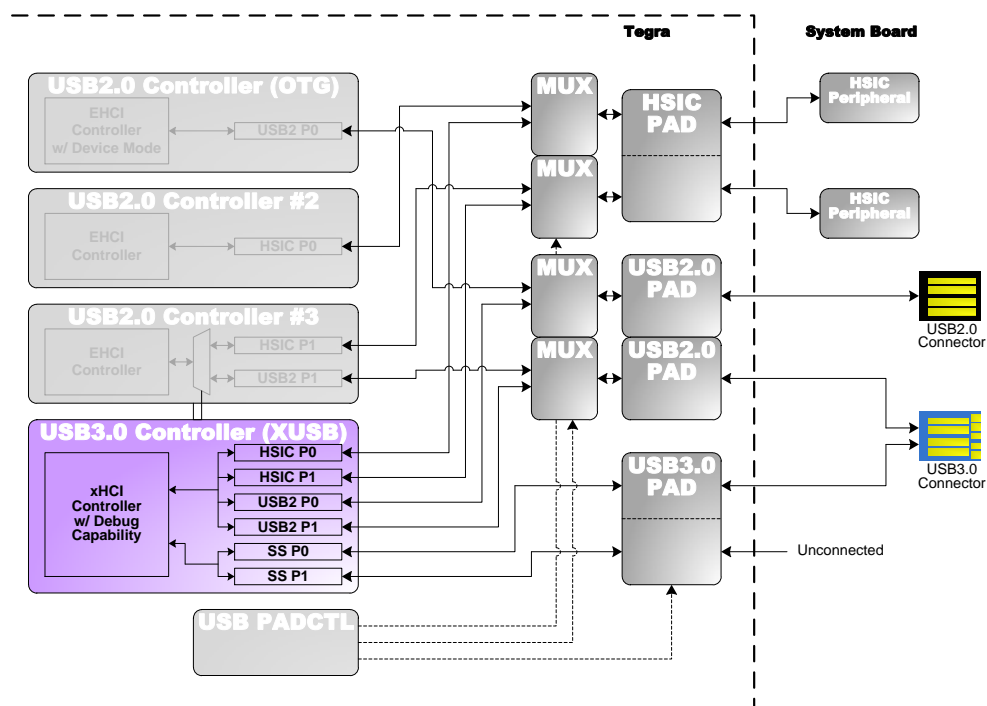 Tegra
System Board
USB2.0 Controller (OTG)
EHCI
Controller
w/ Device Mode
USB2 P0
USB2.0 Controller #2
EHCI
Controller
HSIC P0
USB2.0 Controller #3
EHCI
Controller
HSIC P1
USB2 P1
USB3.0 Controller (XUSB)
xHCI
Controller
w/ Debug
Capability
HSIC P0
HSIC P1
USB2 P0
USB2 P1
SS P0
SS P1
USB PADCTL
MUX
MUX
MUX
MUX
HSIC
PAD
USB2.0
PAD
USB2.0
PAD
USB3.0
PAD
HSIC
Peripheral
HSIC
Peripheral
USB2.0
Connector
USB3.0
Connector
Unconnected